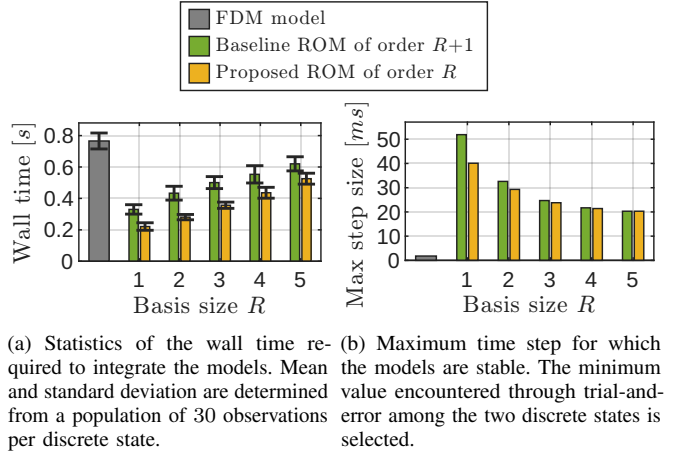 FDM model
Baseline ROM of order R+1
Proposed ROM of order R
Wall time [s]
0.8
0.6
0.4
0.2
0
1 2 3 4 5
Basis size R
Max step size [ms]
50
40
30
20
10
0
1 2 3 4 5
Basis size R
(a) Statistics of the wall time re-
quired to integrate the models. Mean
and standard deviation are determined
from a population of 30 observations
per discrete state.
(b) Maximum time step for which
the models are stable. The minimum
value encountered through trial-and-
error among the two discrete states is
selected.